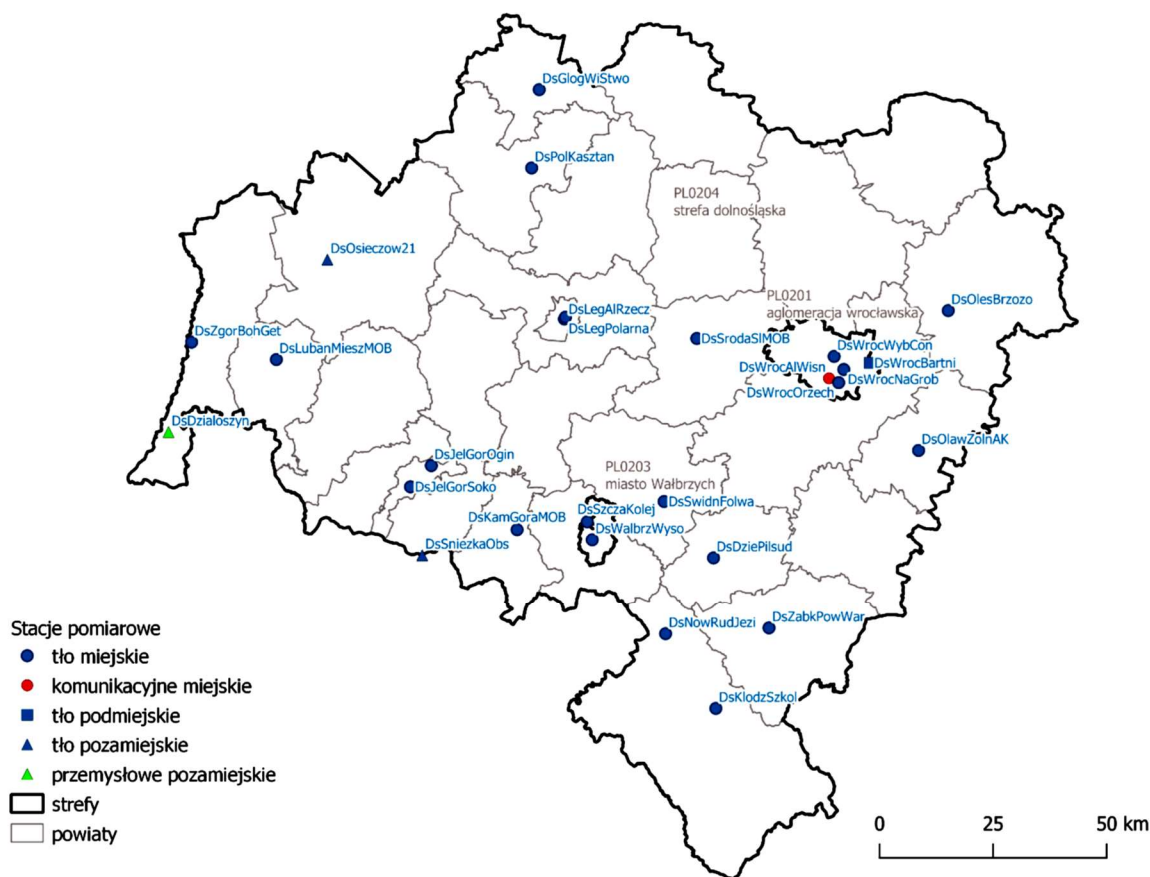 DsGlogWiStwo
DsPolKasztan
PL0204
strefa dolnośląska
DsOsieczow21
PL0201
aglomeracja wrocławska
DsOlesBrzozo
DsLegAlRzecz
DsLegPolarna
DsZgorBohGet
DsSrodaSlMOB
DsLubanMieszMOB
DsWrocWybCon
DsWrocBartni
DsWrocAlWisn
DsWrocNaGrob
DsWrocOrzech
DsDzialoszyn
DsOlawZolnAK
DsJelGorOgin
PL0203
miasto Wałbrzych
DsJelGorSoko
DsSwidnFolwa
DsSzczaKolej
DsKamGoraMOB
DsWalbrzWyso
DsSniezkaObs
DsDziePilsud
DsZabkPowWar
DsNowRudJezi
DsKlodzSzkol
Stacje pomiarowe
tło miejskie
komunikacyjne miejskie
tło podmiejskie
tło pozamiejskie
przemysłowe pozamiejskie
strefy
powiaty
0 25 50 km